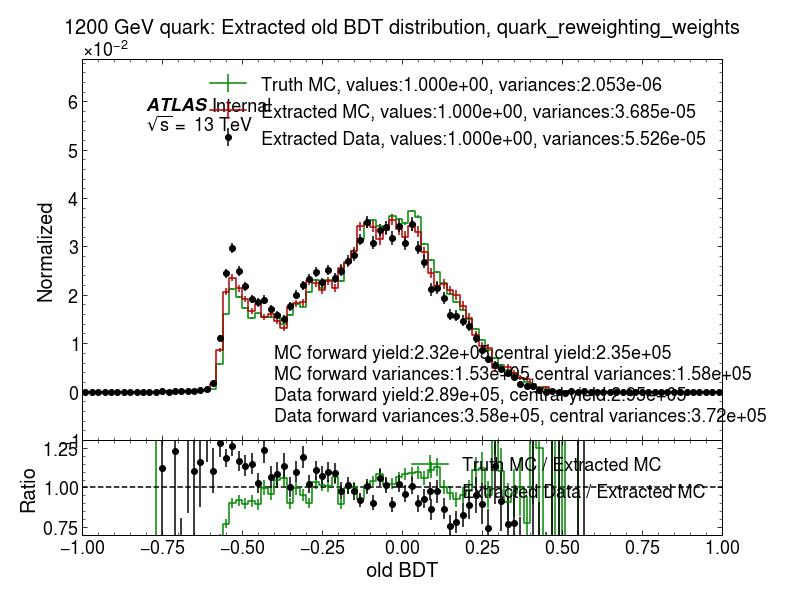 1200 GeV quark: Extracted old BDT distribution, quark_reweighting_weights
×10⁻²
Truth MC, values:1.000e+00, variances:2.053e-06
ATLAS Internal
Extracted MC, values:1.000e+00, variances:3.685e-05
√s = 13 TeV
Extracted Data, values:1.000e+00, variances:5.526e-05
Normalized
6
5
4
3
2
1
0
MC forward yield:2.32e+05, central yield:2.35e+05
MC forward variances:1.53e+05, central variances:1.58e+05
Data forward yield:2.89e+05, central yield:2.95e+05
Data forward variances:3.58e+05, central variances:3.72e+05
Ratio
1.25
1.00
0.75
Truth MC / Extracted MC
Extracted Data / Extracted MC
−1.00 −0.75 −0.50 −0.25 0.00 0.25 0.50 0.75 1.00
old BDT